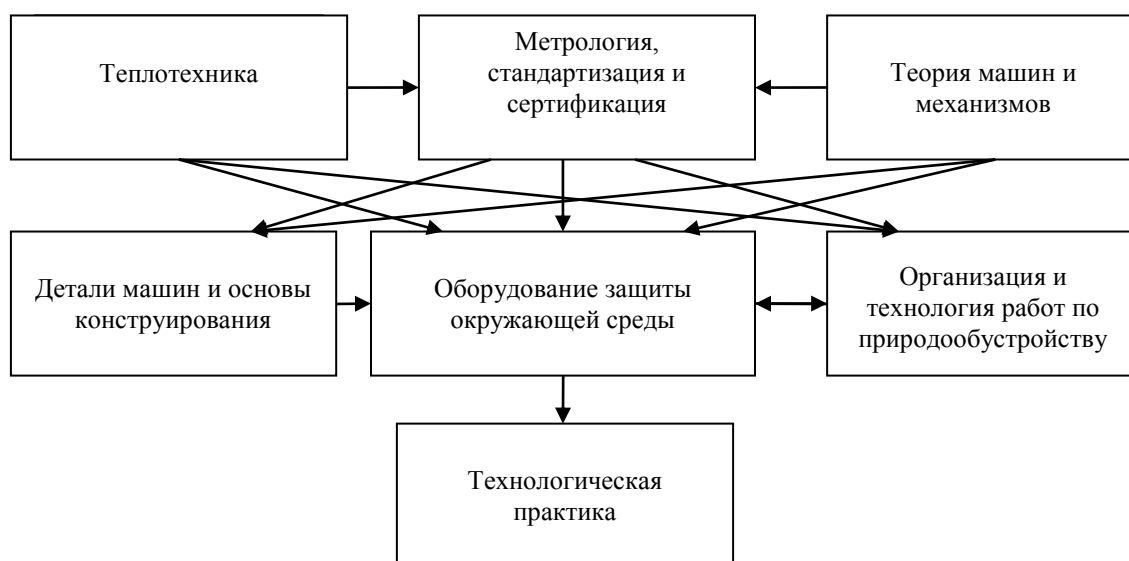 Теплотехника
Метрология,
стандартизация и
сертификация
Теория машин и
механизмов
Детали машин и основы
конструирования
Оборудование защиты
окружающей среды
Организация и
технология работ по
природообустройству
Технологическая
практика